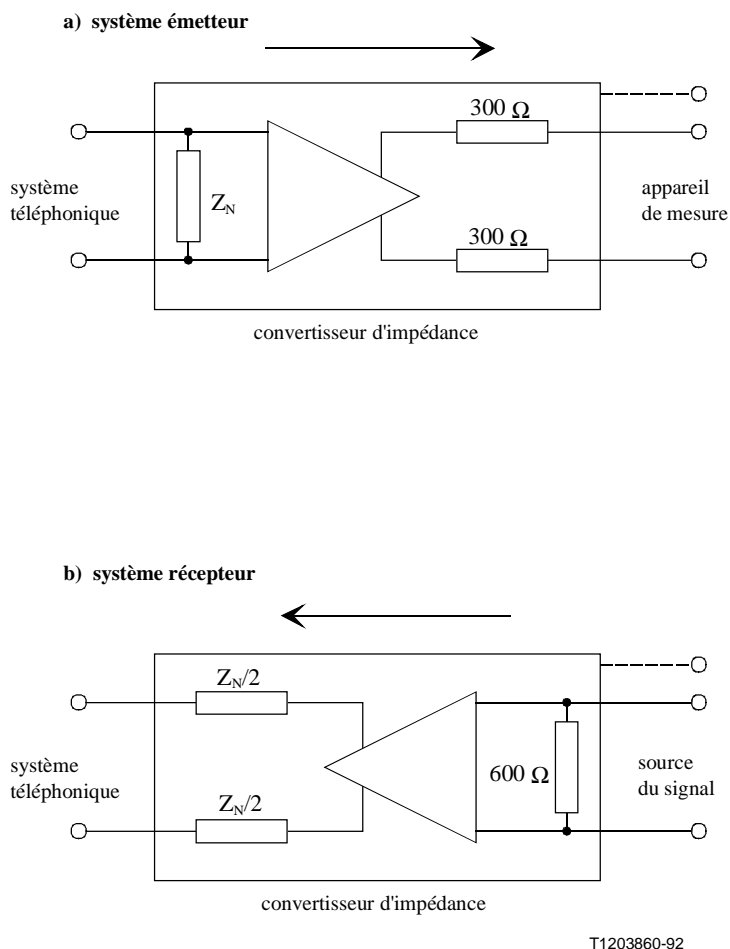 a) système émetteur
300 Ω
système
téléphonique
Z_N
appareil
de mesure
300 Ω
convertisseur d'impédance
b) système récepteur
Z_N/2
système
téléphonique
600 Ω
source
du signal
Z_N/2
convertisseur d'impédance
T1203860-92